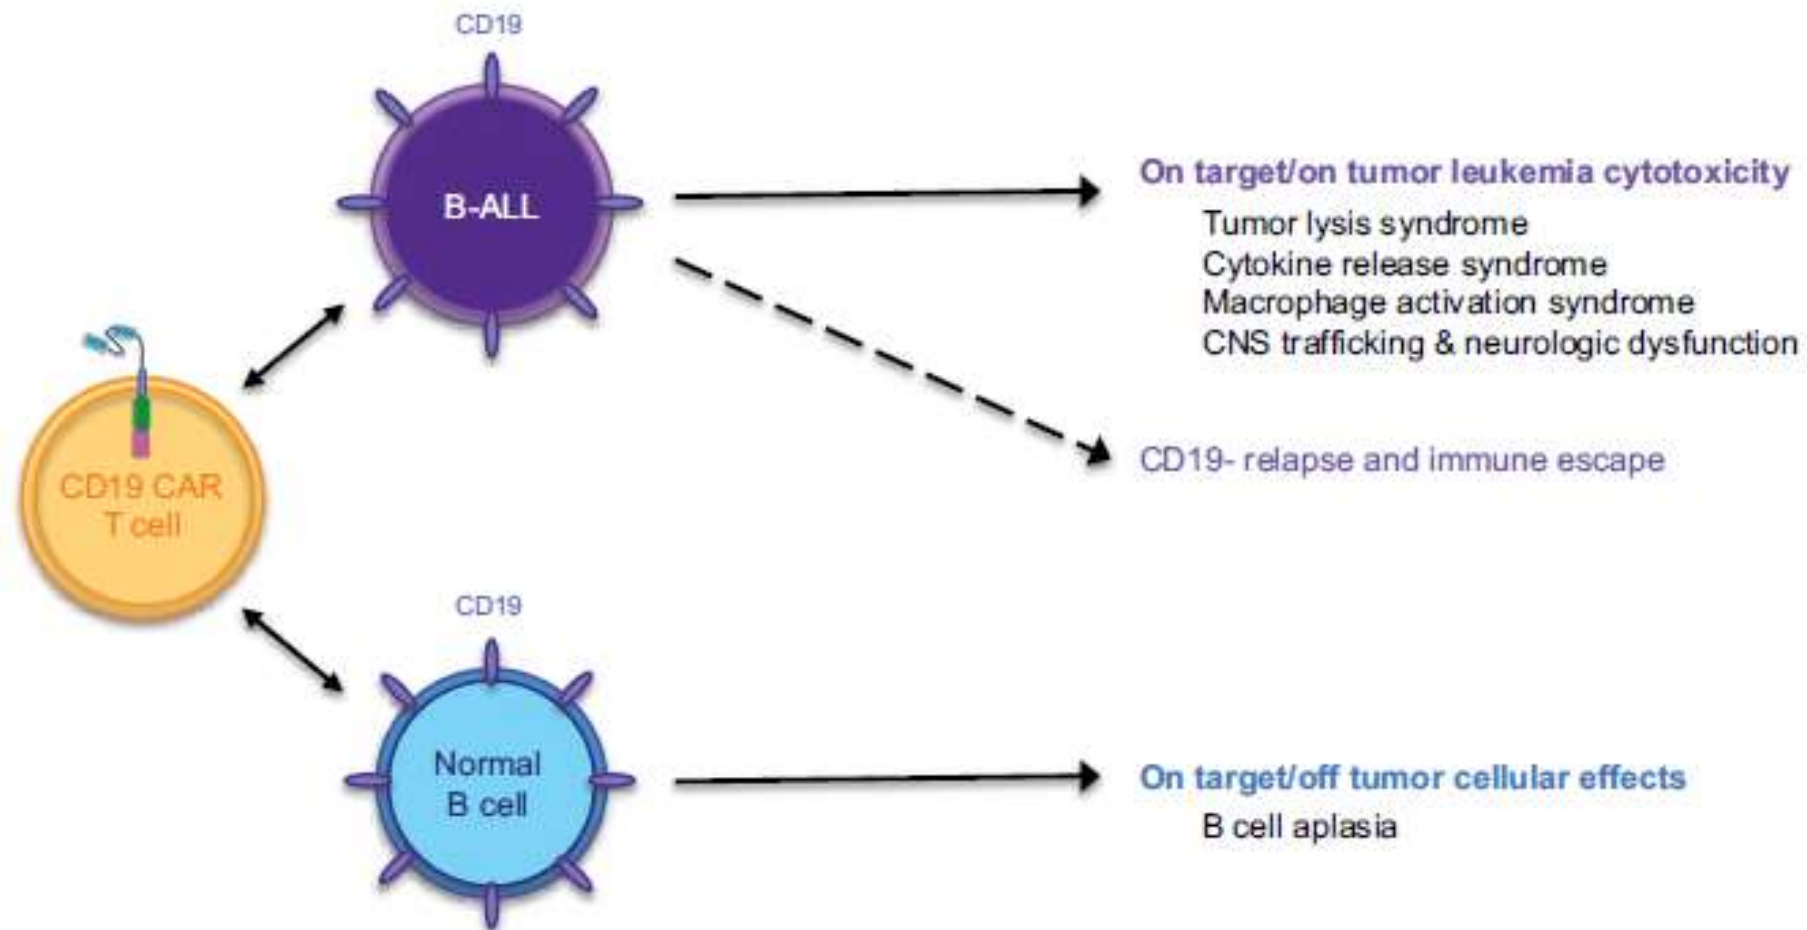 CD19
B-ALL
On target/on tumor leukemia cytotoxicity
Tumor lysis syndrome
Cytokine release syndrome
Macrophage activation syndrome
CNS trafficking & neurologic dysfunction
CD19- relapse and immune escape
CD19 CAR
T cell
CD19
Normal
B cell
On target/off tumor cellular effects
B cell aplasia